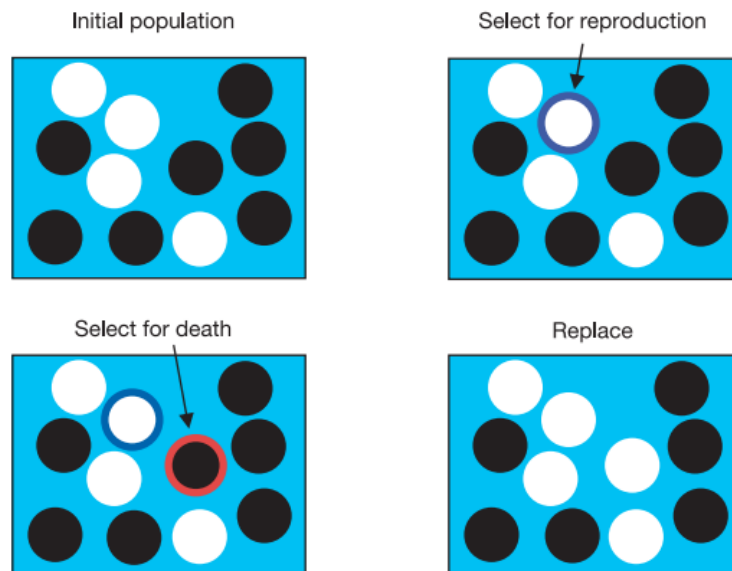 Initial population
Select for reproduction
Select for death
Replace